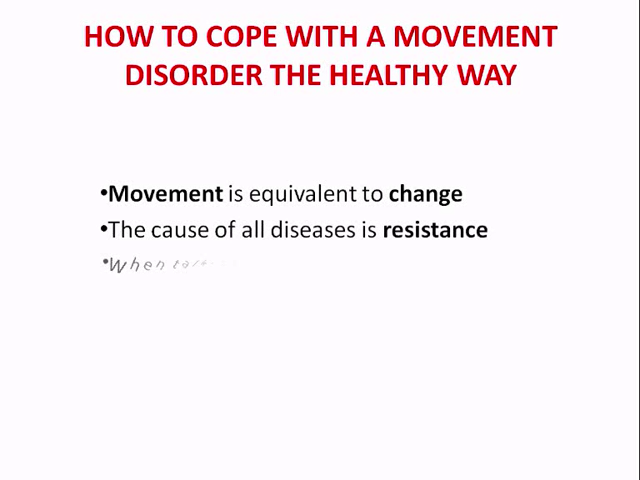 HOW TO COPE WITH A MOVEMENT
DISORDER THE HEALTHY WAY
•Movement is equivalent to change
•The cause of all diseases is resistance
•When